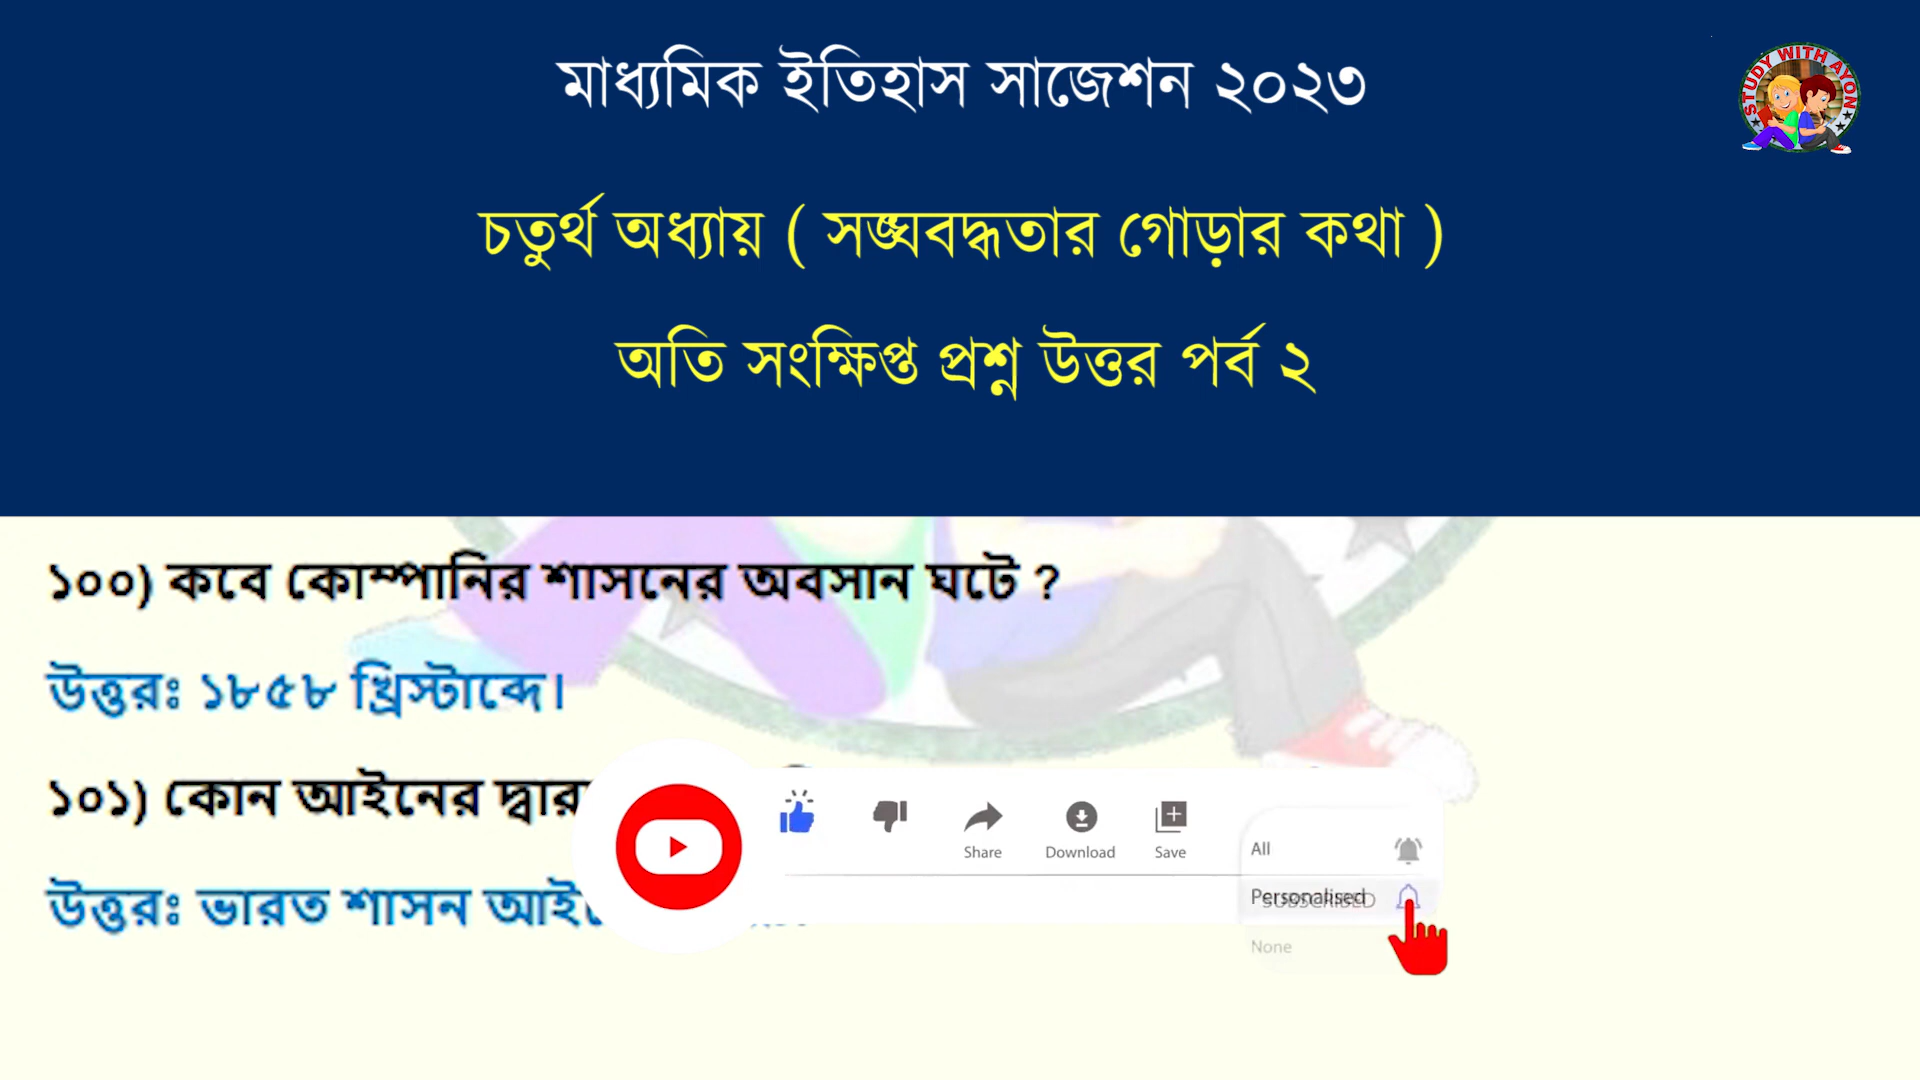 মাধ্যমিক ইতিহাস সাজেশন ২০২৩
STUDY WITH AYON
চতুর্থ অধ্যায় ( সঙ্ঘবদ্ধতার গোড়ার কথা )
অতি সংক্ষিপ্ত প্রশ্ন উত্তর পর্ব ২
১০০) কবে কোম্পানির শাসনের অবসান ঘটে ?
উত্তরঃ ১৮৫৮ খ্রিস্টাব্দে।
১০১) কোন আইনের
Share Download Save
All
Personalised
SUBSCRIBED
None
উত্তরঃ ভারত শাসন